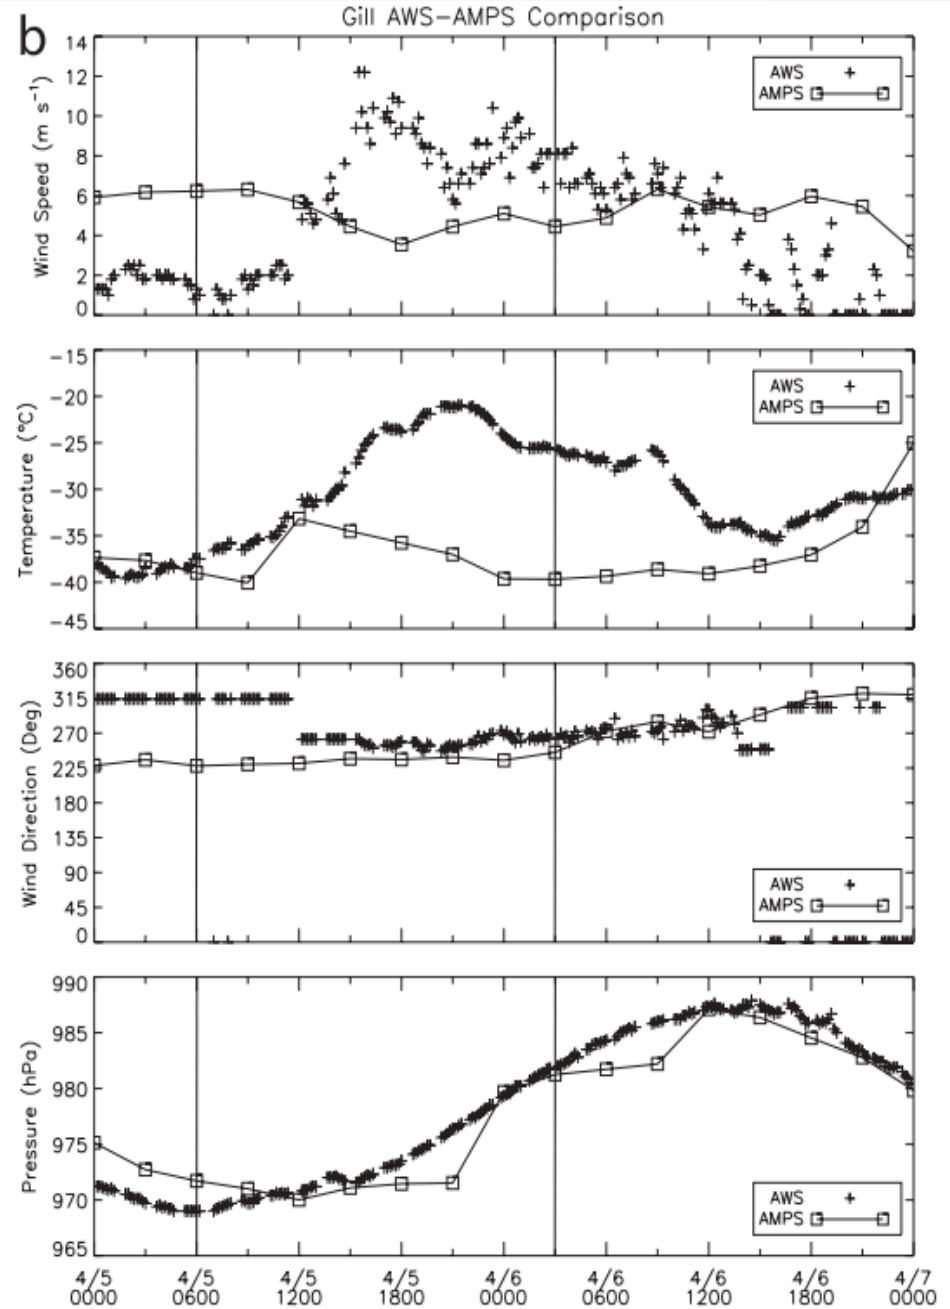 b
Gill AWS−AMPS Comparison
14
12
10
8
6
4
2
0
Wind Speed (m s⁻¹)
AWS
AMPS
−15
−20
−25
−30
−35
−40
−45
Temperature (°C)
AWS
AMPS
360
315
270
225
180
135
90
45
0
Wind Direction (Deg)
AWS
AMPS
990
985
980
975
970
965
Pressure (hPa)
AWS
AMPS
4/5 4/5 4/5 4/5 4/6 4/6 4/6 4/6 4/7
0000 0600 1200 1800 0000 0600 1200 1800 0000